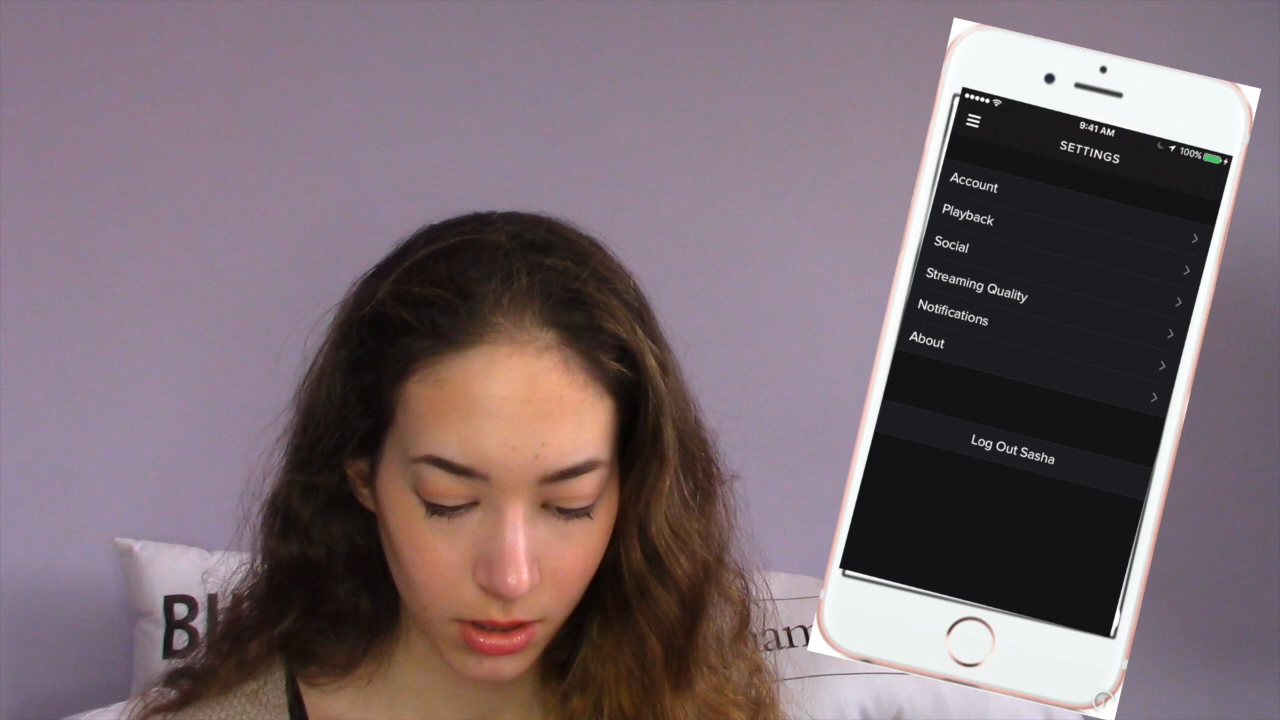 9:41 AM
100%
SETTINGS
Account
Playback
Social
Streaming Quality
Notifications
About
Log Out Sasha